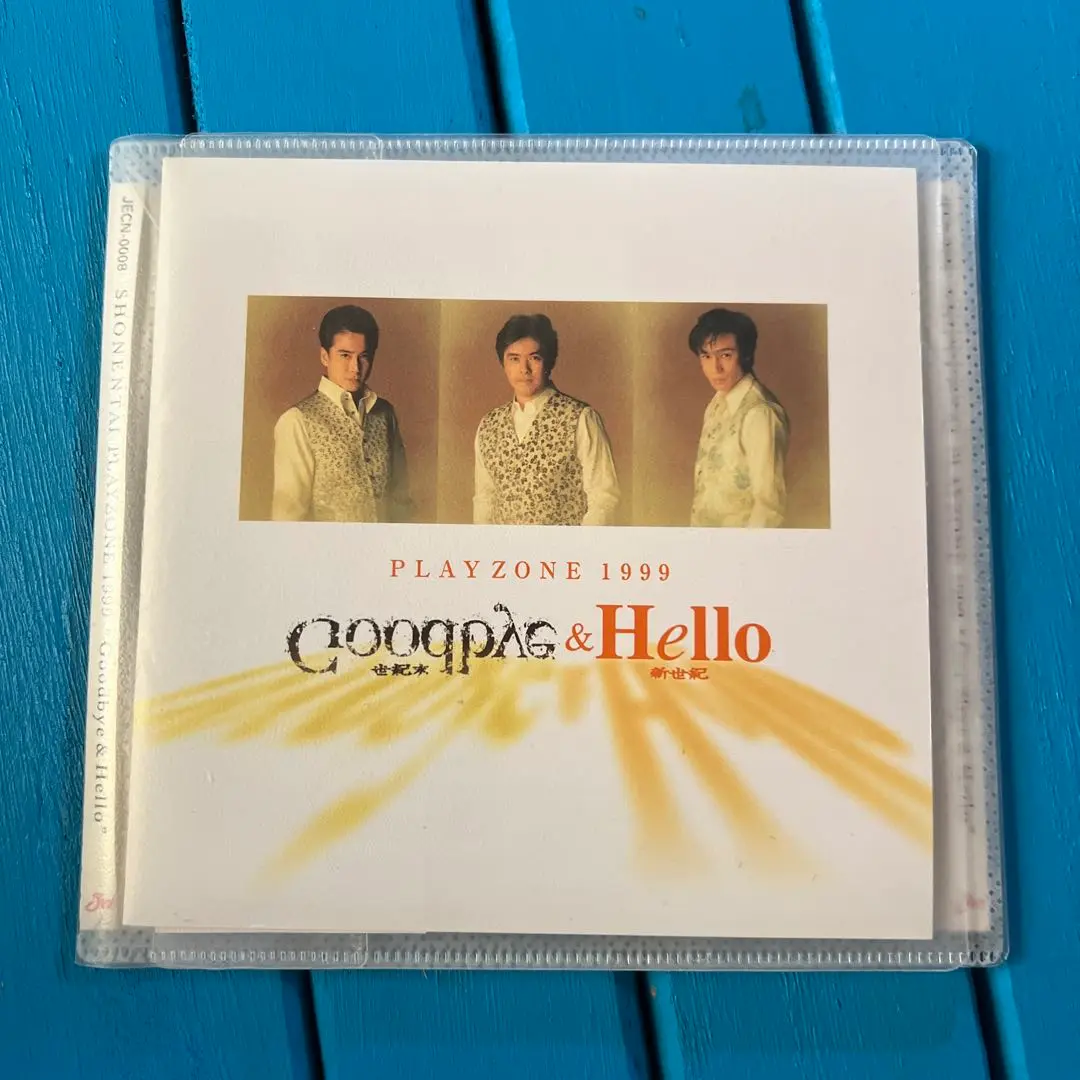 JECN-0008 SHONENTAI PLAYZONE 1999 "Goodbye & Hello"
PLAYZONE 1999
Goodbye & Hello
世紀末
新世紀